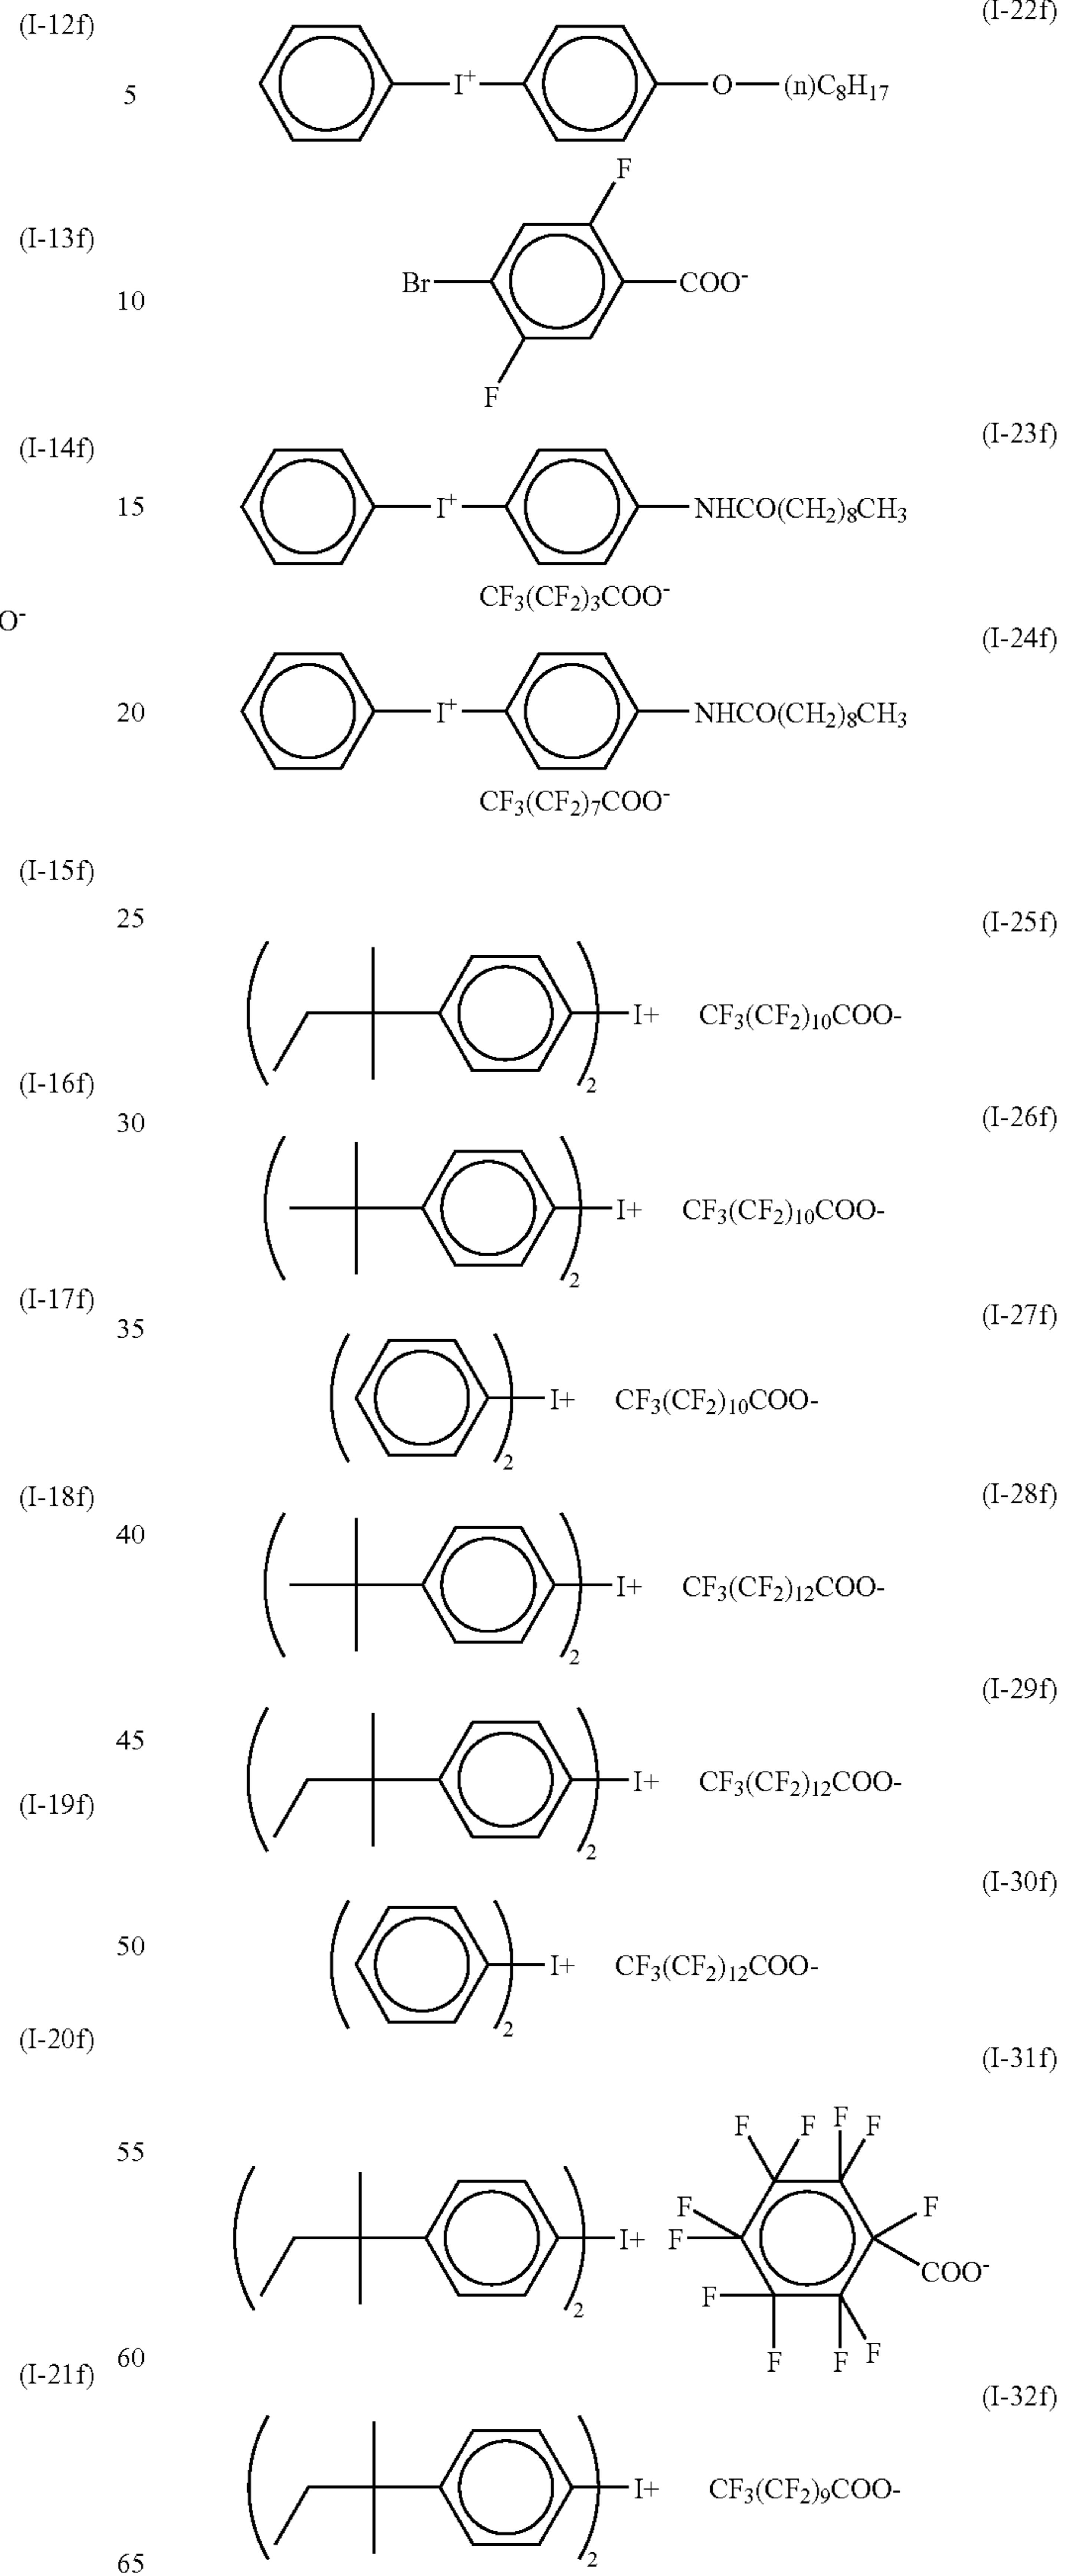 (I-12f)
(I-22f)
5
I+
O
(n)C8H17
F
(I-13f)
Br
COO-
10
F
(I-14f)
(I-23f)
15
I+
NHCO(CH2)8CH3
CF3(CF2)3COO-
O-
(I-24f)
20
I+
NHCO(CH2)8CH3
CF3(CF2)7COO-
(I-15f)
25
(I-25f)
I+ CF3(CF2)10COO-
2
(I-16f)
30
(I-26f)
I+ CF3(CF2)10COO-
2
(I-17f)
35
(I-27f)
I+ CF3(CF2)10COO-
2
(I-18f)
(I-28f)
40
I+ CF3(CF2)12COO-
2
(I-29f)
45
I+ CF3(CF2)12COO-
(I-19f)
2
(I-30f)
50
I+ CF3(CF2)12COO-
2
(I-20f)
(I-31f)
F F F F
55
F F
I+ F
COO-
F
2
F F F
60
(I-21f)
(I-32f)
I+ CF3(CF2)9COO-
2
65